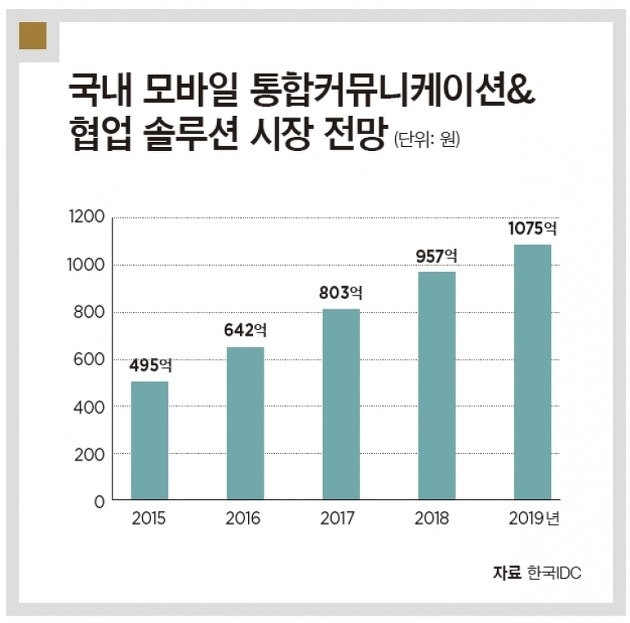 국내 모바일 통합커뮤니케이션&
협업 솔루션 시장 전망 (단위: 원)
1200
1000
800
600
400
200
0
495억
642억
803억
957억
1075억
2015
2016
2017
2018
2019년
자료 한국IDC